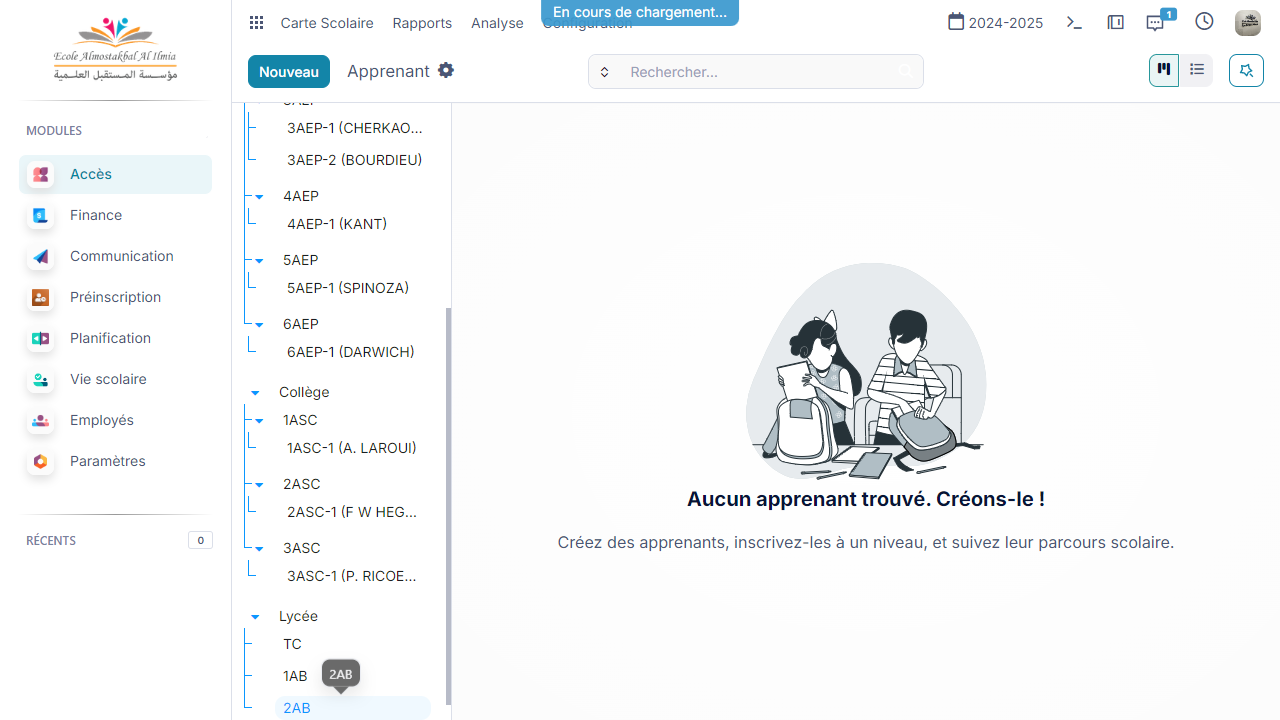 Ecole Almostakbal Al Ilmia
مؤسسة المستقبل العلمية
MODULES
Accès
Finance
Communication
Préinscription
Planification
Vie scolaire
Employés
Paramètres
RÉCENTS
0
Carte Scolaire
Rapports
Analyse
Configuration
En cours de chargement...
2024-2025
1
Nouveau
Apprenant
Rechercher...
3AEP
3AEP-1 (CHERKAO...
3AEP-2 (BOURDIEU)
4AEP
4AEP-1 (KANT)
5AEP
5AEP-1 (SPINOZA)
6AEP
6AEP-1 (DARWICH)
Collège
1ASC
1ASC-1 (A. LAROUI)
2ASC
2ASC-1 (F W HEG...
3ASC
3ASC-1 (P. RICOE...
Lycée
TC
1AB
2AB
2AB
Aucun apprenant trouvé. Créons-le !
Créez des apprenants, inscrivez-les à un niveau, et suivez leur parcours scolaire.